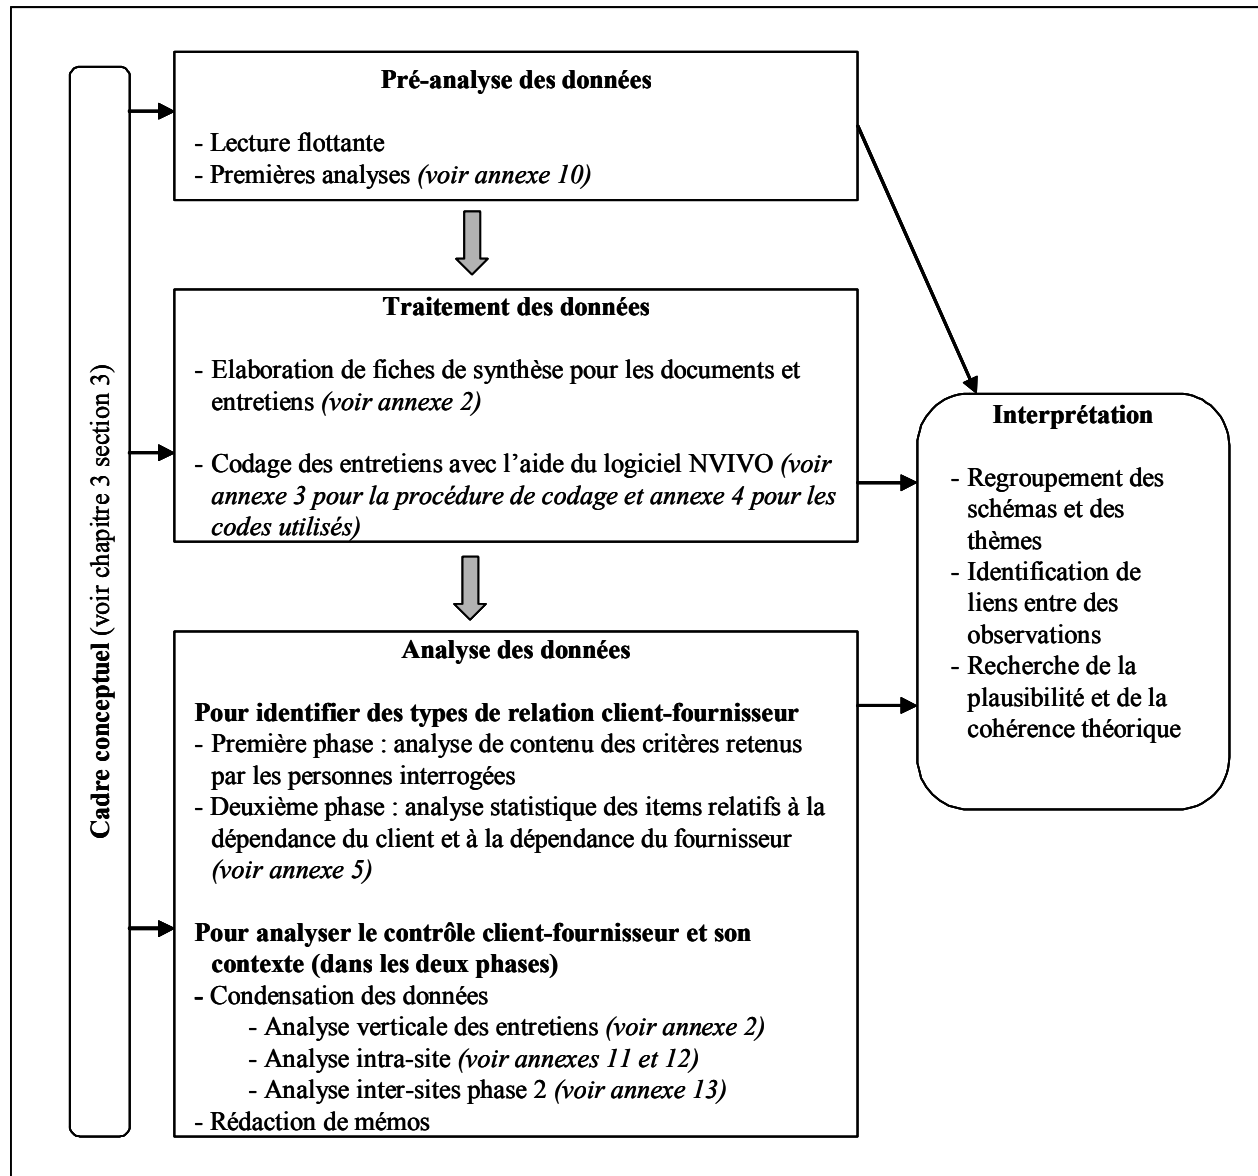 Cadre conceptuel (voir chapitre 3 section 3)
Pré-analyse des données
- Lecture flottante
- Premières analyses (voir annexe 10)
Traitement des données
- Elaboration de fiches de synthèse pour les documents et
entretiens (voir annexe 2)
- Codage des entretiens avec l’aide du logiciel NVIVO (voir
annexe 3 pour la procédure de codage et annexe 4 pour les
codes utilisés)
Analyse des données
Pour identifier des types de relation client-fournisseur
- Première phase : analyse de contenu des critères retenus
par les personnes interrogées
- Deuxième phase : analyse statistique des items relatifs à la
dépendance du client et à la dépendance du fournisseur
(voir annexe 5)
Pour analyser le contrôle client-fournisseur et son
contexte (dans les deux phases)
- Condensation des données
- Analyse verticale des entretiens (voir annexe 2)
- Analyse intra-site (voir annexes 11 et 12)
- Analyse inter-sites phase 2 (voir annexe 13)
- Rédaction de mémos
Interprétation
- Regroupement des
schémas et des
thèmes
- Identification de
liens entre des
observations
- Recherche de la
plausibilité et de la
cohérence théorique